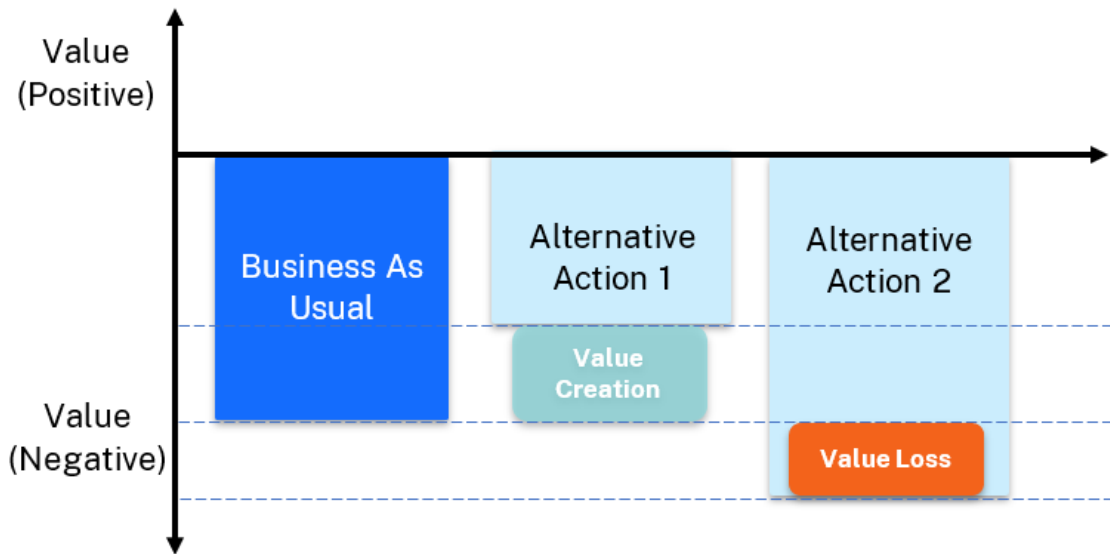 Value
(Positive)
Business As
Usual
Alternative
Action 1
Alternative
Action 2
Value
Creation
Value
(Negative)
Value Loss